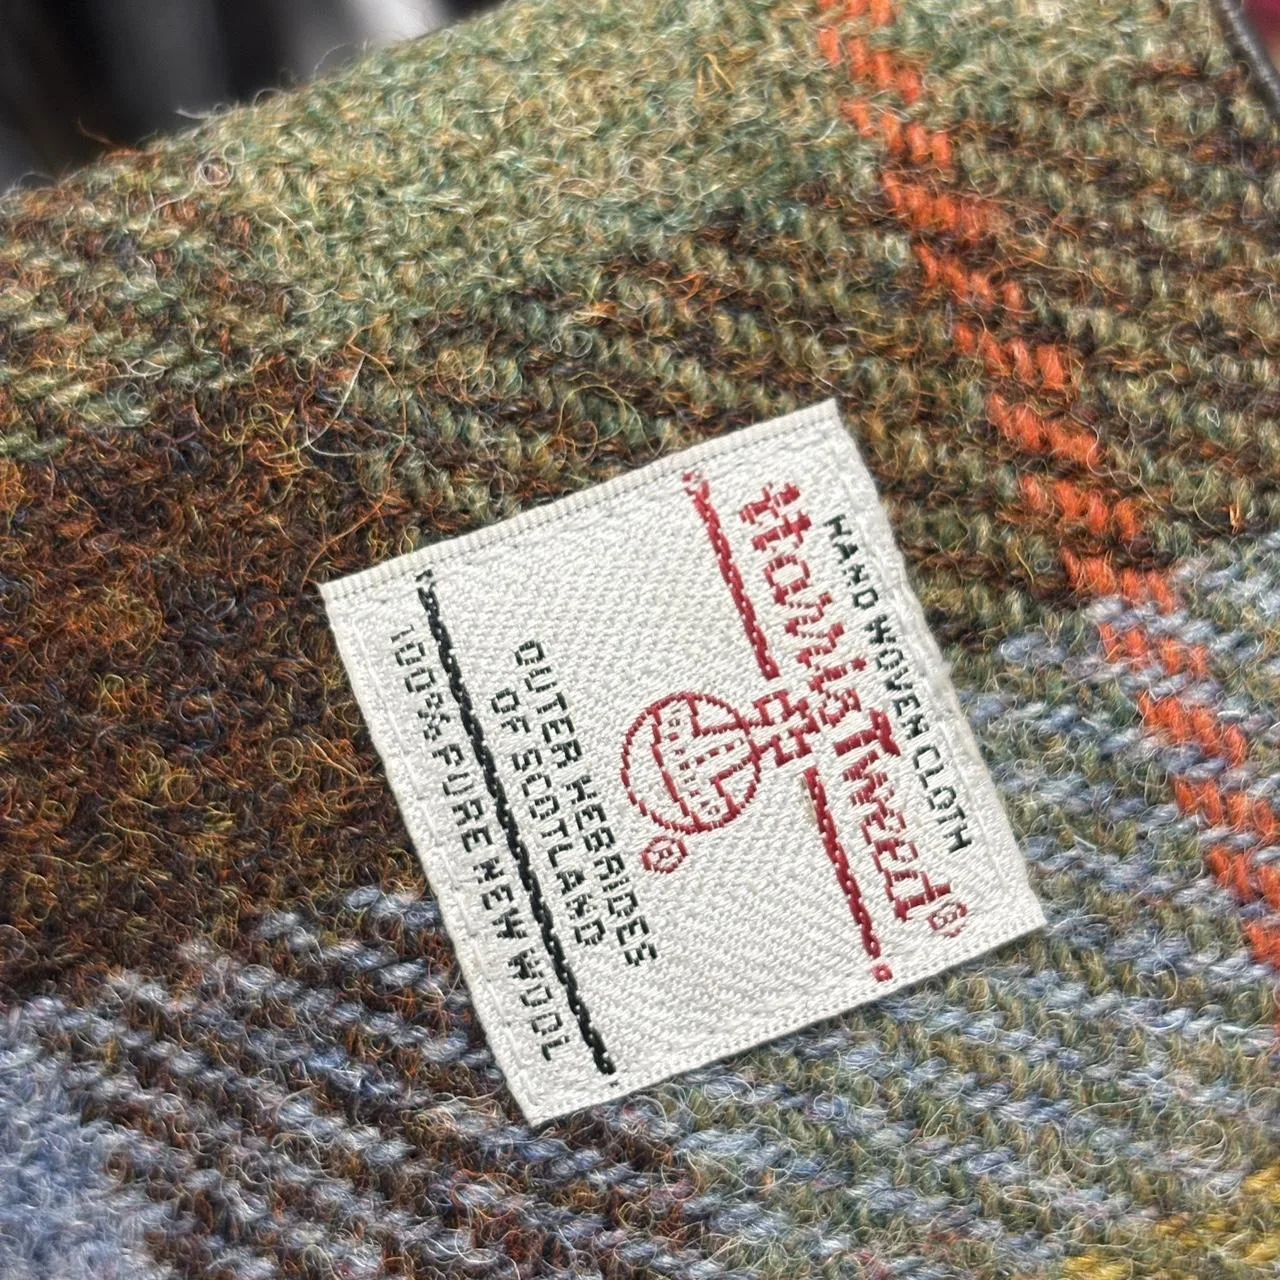 HAND WOVEN CLOTH
Harris Tweed®
®
OUTER HEBRIDES
OF SCOTLAND
100% PURE NEW WOOL